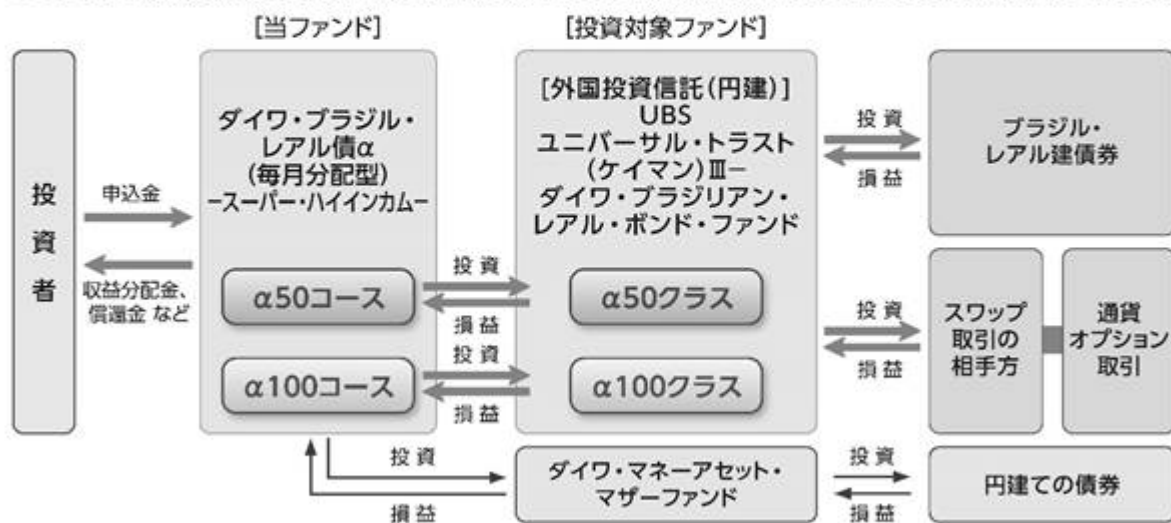 [当ファンド]
[投資対象ファンド]
投資者
申込金
収益分配金、
償還金 など
ダイワ・ブラジル・
レアル債α
(毎月分配型)
−スーパー・ハイインカム−
α50コース
α100コース
投資
損益
投資
損益
[外国投資信託(円建)]
UBS
ユニバーサル・トラスト
(ケイマン)Ⅲ−
ダイワ・ブラジリアン・
レアル・ボンド・ファンド
α50クラス
α100クラス
投資
損益
ブラジル・
レアル建債券
投資
損益
スワップ
取引の
相手方
通貨
オプション
取引
投資
損益
ダイワ・マネーアセット・
マザーファンド
投資
損益
円建ての債券